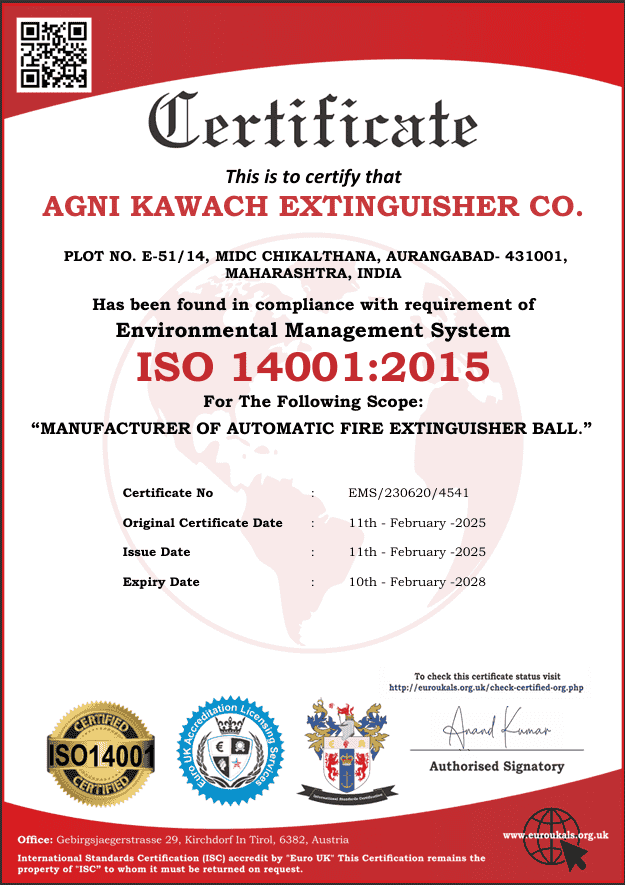 Certificate
This is to certify that
AGNI KAWACH EXTINGUISHER CO.
PLOT NO. E-51/14, MIDC CHIKALTHANA, AURANGABAD- 431001,
MAHARASHTRA, INDIA
Has been found in compliance with requirement of
Environmental Management System
ISO 14001:2015
For The Following Scope:
“MANUFACTURER OF AUTOMATIC FIRE EXTINGUISHER BALL.”
Certificate No : EMS/230620/4541
Original Certificate Date : 11th - February -2025
Issue Date : 11th - February -2025
Expiry Date : 10th - February -2028
To check this certificate status visit
http://euroukals.org.uk/check-certified-org.php
CERTIFIED
ISO14001
CERTIFIED
Euro UK Accreditation Licensing Services
International Standards Certification
Anand Kumar
Authorised Signatory
www.euroukals.org.uk
Office: Gebirgsjaegerstrasse 29, Kirchdorf In Tirol, 6382, Austria
International Standards Certification (ISC) accredit by "Euro UK" This Certification remains the
property of "ISC" to whom it must be returned on request.